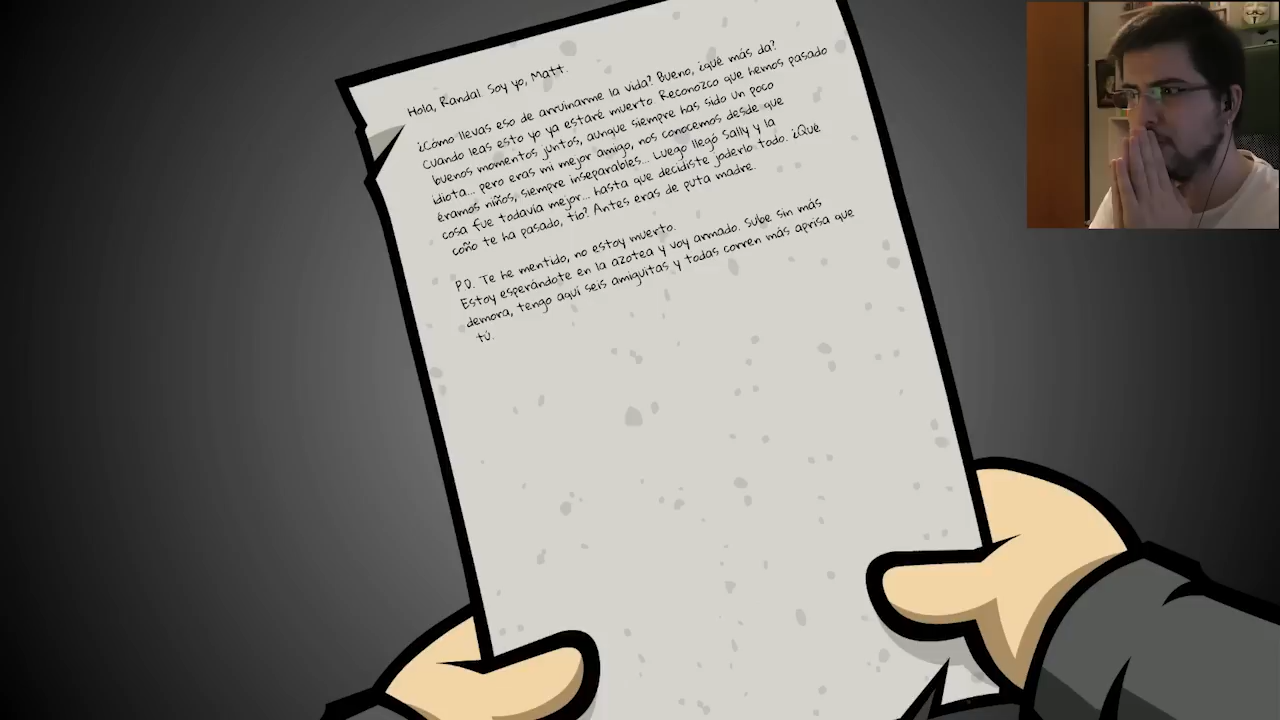 Hola, Randal. Soy yo, Matt.
¿Cómo llevas eso de arruinarme la vida? Bueno, ¿qué más da?
Cuando leas esto yo ya estaré muerto. Reconozco que hemos pasado
buenos momentos juntos, aunque siempre has sido un poco
idiota... pero eras mi mejor amigo, nos conocemos desde que
éramos niños, siempre inseparables... Luego llegó Sally y la
cosa fue todavía mejor... hasta que decidiste joderlo todo. ¿Qué
coño te ha pasado, tío? Antes eras de puta madre.
P.D. Te he mentido, no estoy muerto.
Estoy esperándote en la azotea y voy armado. Sube sin más
demora, tengo aquí seis amiguitas y todas corren más aprisa que
tú.